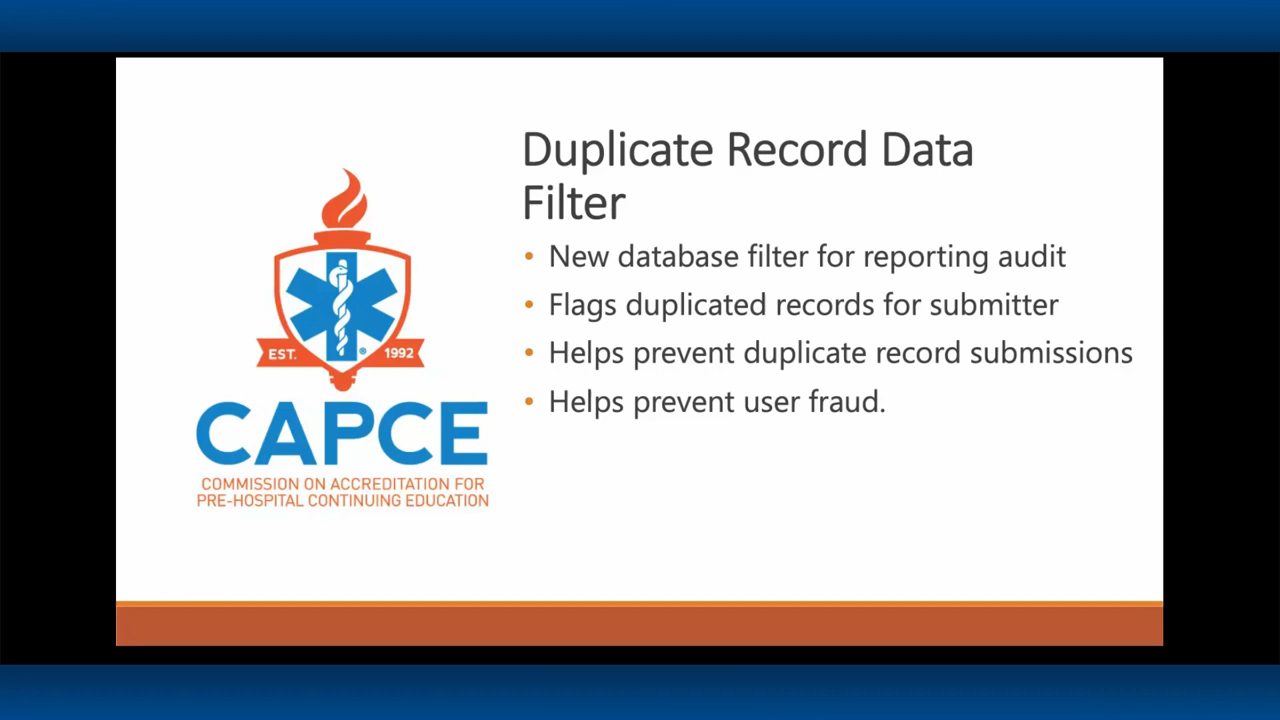 Duplicate Record Data
Filter
• New database filter for reporting audit
• Flags duplicated records for submitter
• Helps prevent duplicate record submissions
• Helps prevent user fraud.
EST. 1992
®
CAPCE
COMMISSION ON ACCREDITATION FOR
PRE-HOSPITAL CONTINUING EDUCATION